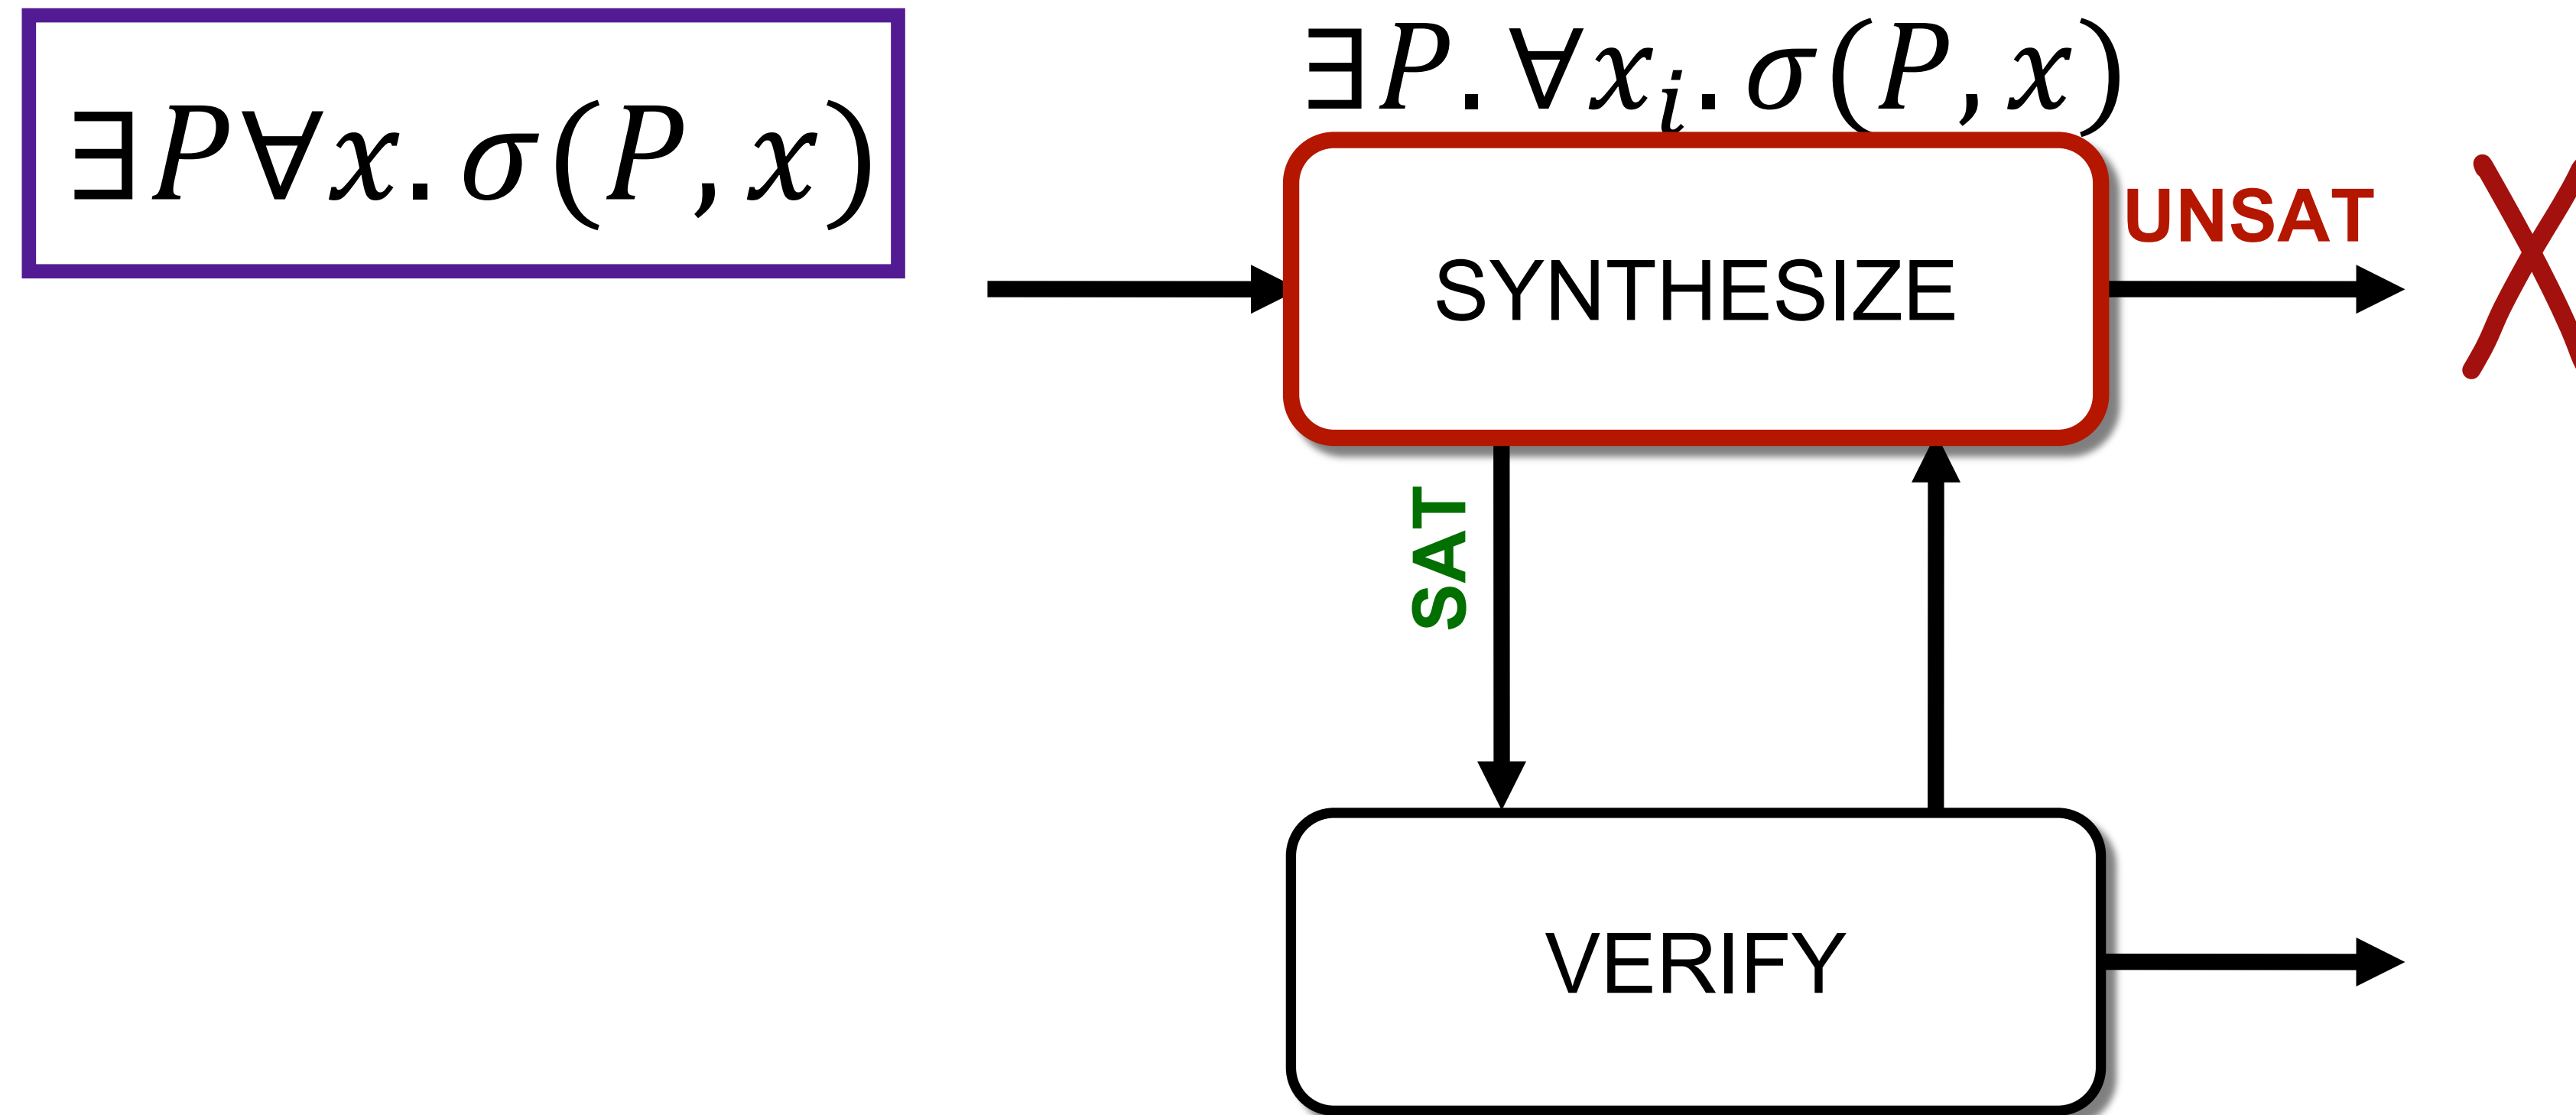 ∃P∀x.σ(P,x)
∃P.∀xᵢ.σ(P,x)
UNSAT
SYNTHESIZE
SAT
VERIFY